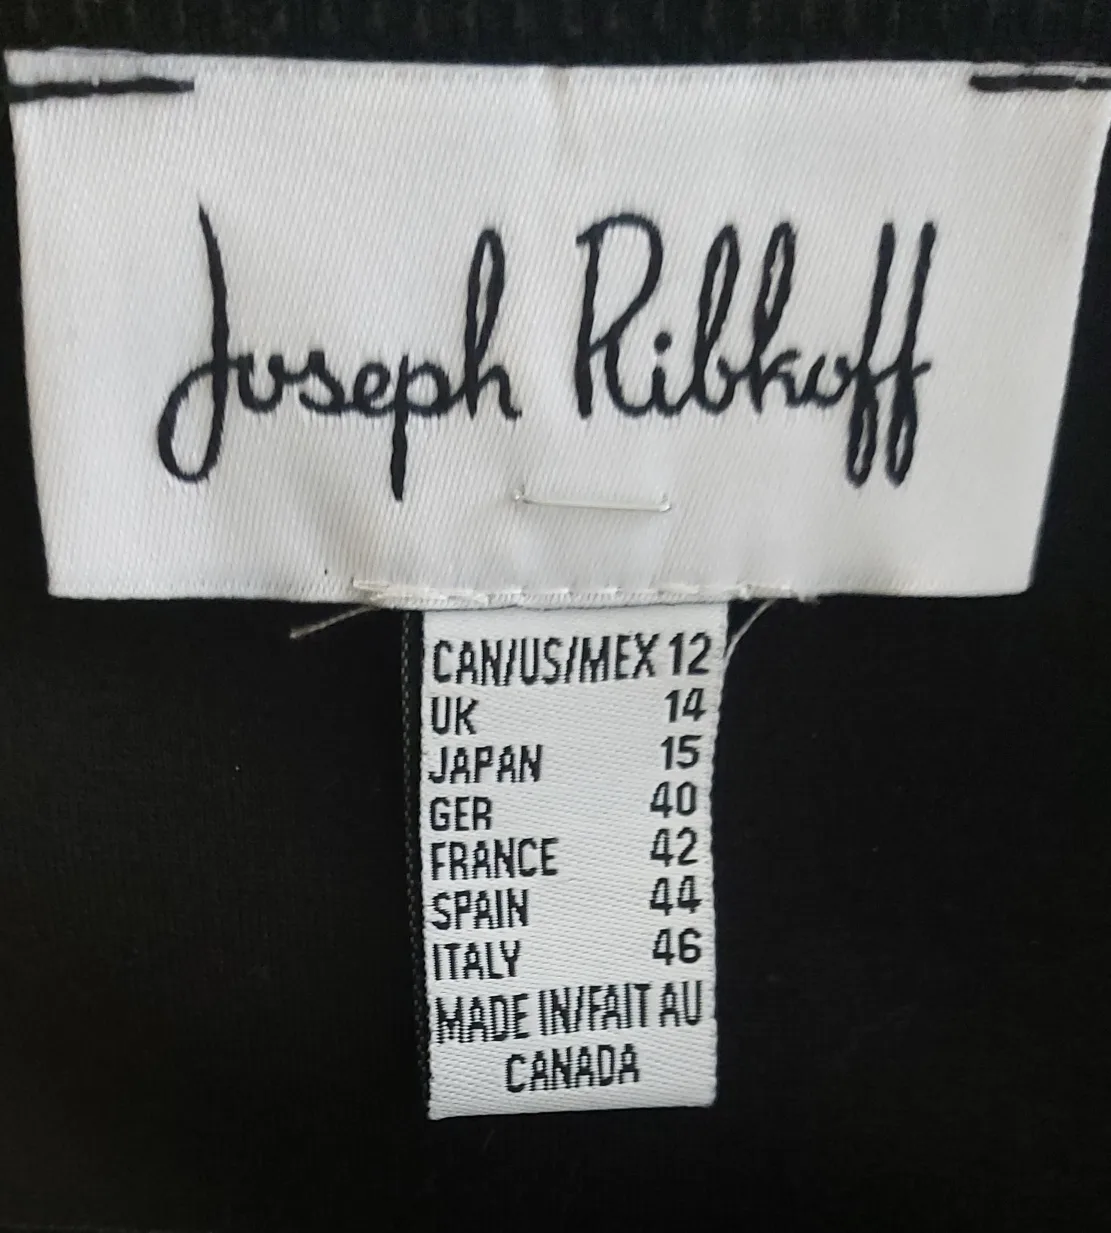 Joseph Ribkoff
CAN/US/MEX 12
UK 14
JAPAN 15
GER 40
FRANCE 42
SPAIN 44
ITALY 46
MADE IN/FAIT AU
CANADA